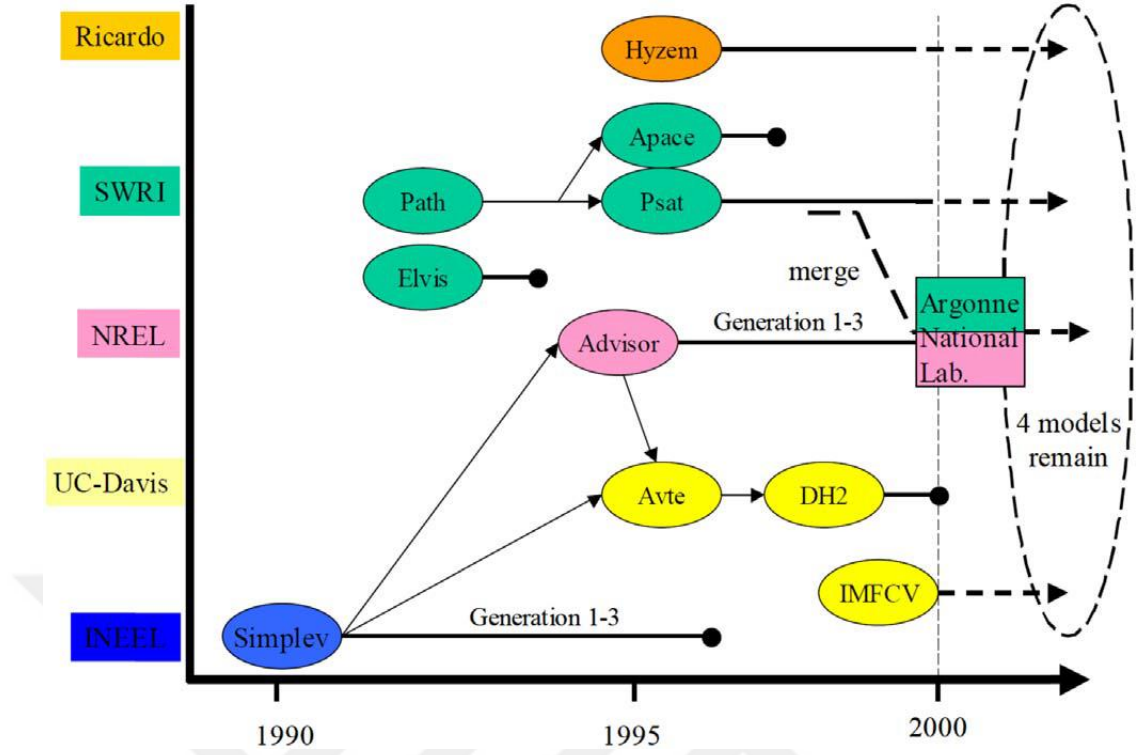 Ricardo
Hyzem
Apace
SWRI
Path
Psat
Elvis
merge
Argonne
National
Lab.
NREL
Advisor
Generation 1-3
4 models
remain
UC-Davis
Avte
DH2
IMFCV
INEEL
Simplev
Generation 1-3
1990
1995
2000